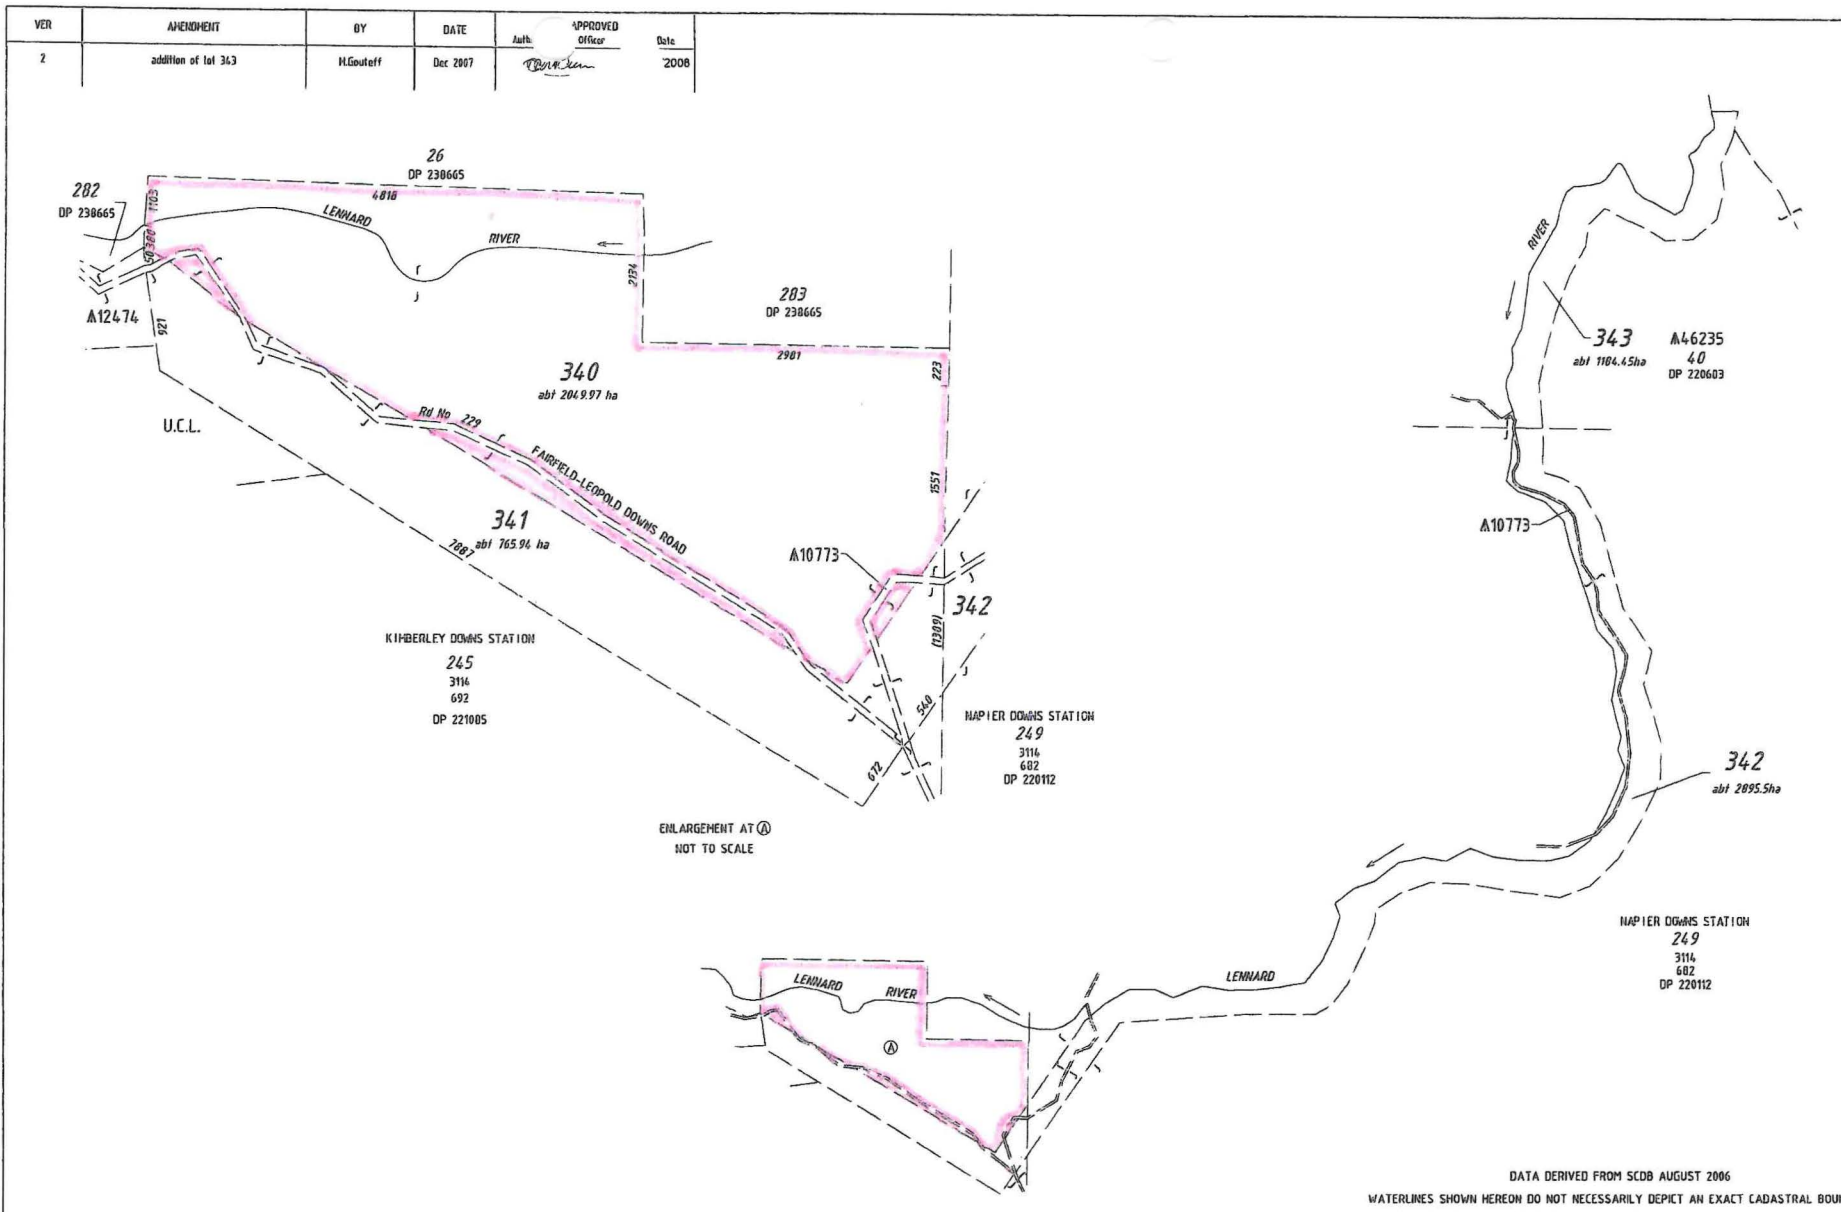 VER AMENDMENT BY DATE APPROVED
Auth. Officer Date
2 addition of lot 343 H.Gouteff Dec 2007 2008
26
DP 238665
282
DP 238665
1103
4818
LENNARD
RIVER
380
50
2134
A12474
921
283
DP 238665
2981
223
340
abt 2049.97 ha
U.C.L.
Rd No 229
FAIRFIELD-LEOPOLD DOWNS ROAD
1551
341
abt 765.94 ha
7887
A10773
342
(1309)
KIMBERLEY DOWNS STATION
245
3114
692
DP 221005
540
672
NAPIER DOWNS STATION
249
3114
682
DP 220112
ENLARGEMENT AT A
NOT TO SCALE
RIVER
343
abt 1184.45ha
A46235
40
DP 220603
A10773
342
abt 2895.5ha
NAPIER DOWNS STATION
249
3114
682
DP 220112
LENNARD
RIVER
LENNARD
A
DATA DERIVED FROM SCDB AUGUST 2006
WATERLINES SHOWN HEREON DO NOT NECESSARILY DEPICT AN EXACT CADASTRAL BOU